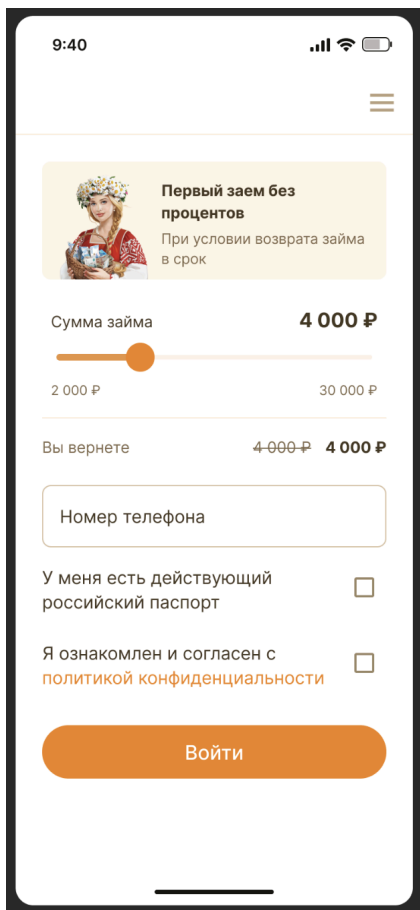 9:40
Первый заем без
процентов
При условии возврата займа
в срок
Сумма займа 4 000 ₽
2 000 ₽ 30 000 ₽
Вы вернете 4 000 ₽ 4 000 ₽
Номер телефона
У меня есть действующий
российский паспорт
Я ознакомлен и согласен с
политикой конфиденциальности
Войти